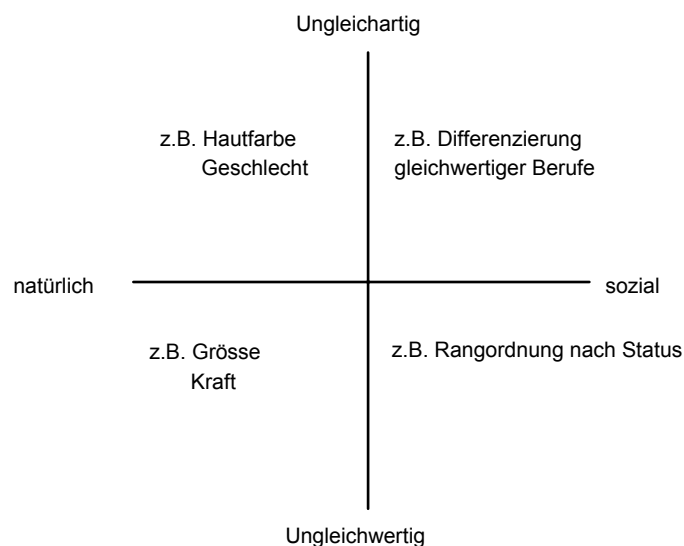 Ungleichartig
z.B. Hautfarbe
Geschlecht
z.B. Differenzierung
gleichwertiger Berufe
natürlich
sozial
z.B. Grösse
Kraft
z.B. Rangordnung nach Status
Ungleichwertig